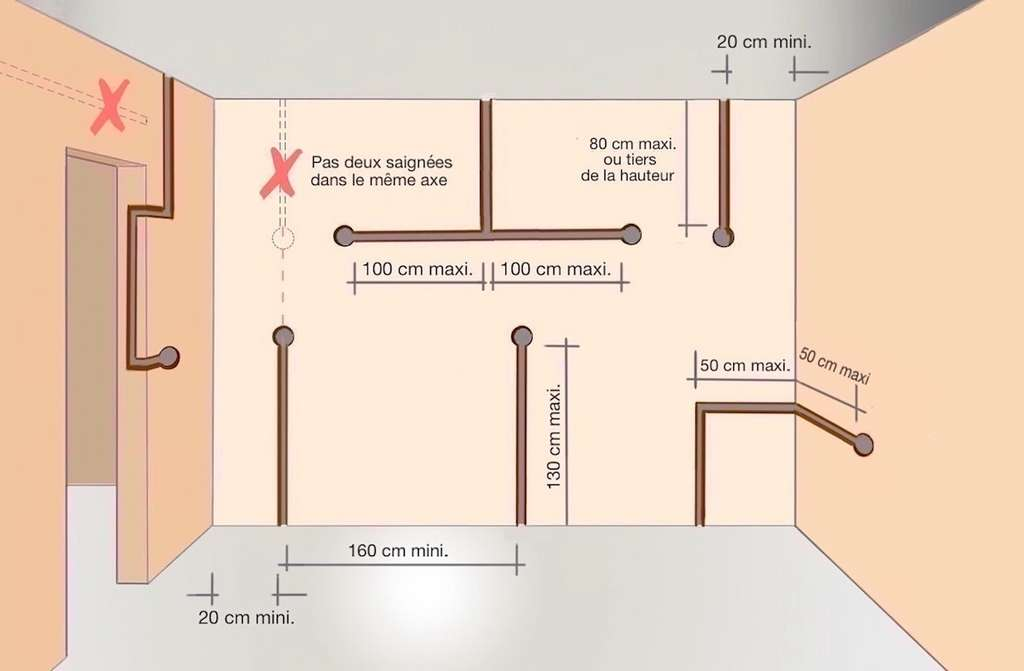 20 cm mini.
80 cm maxi.
ou tiers
de la hauteur
Pas deux saignées
dans le même axe
100 cm maxi.
100 cm maxi.
50 cm maxi.
50 cm maxi
130 cm maxi.
160 cm mini.
20 cm mini.